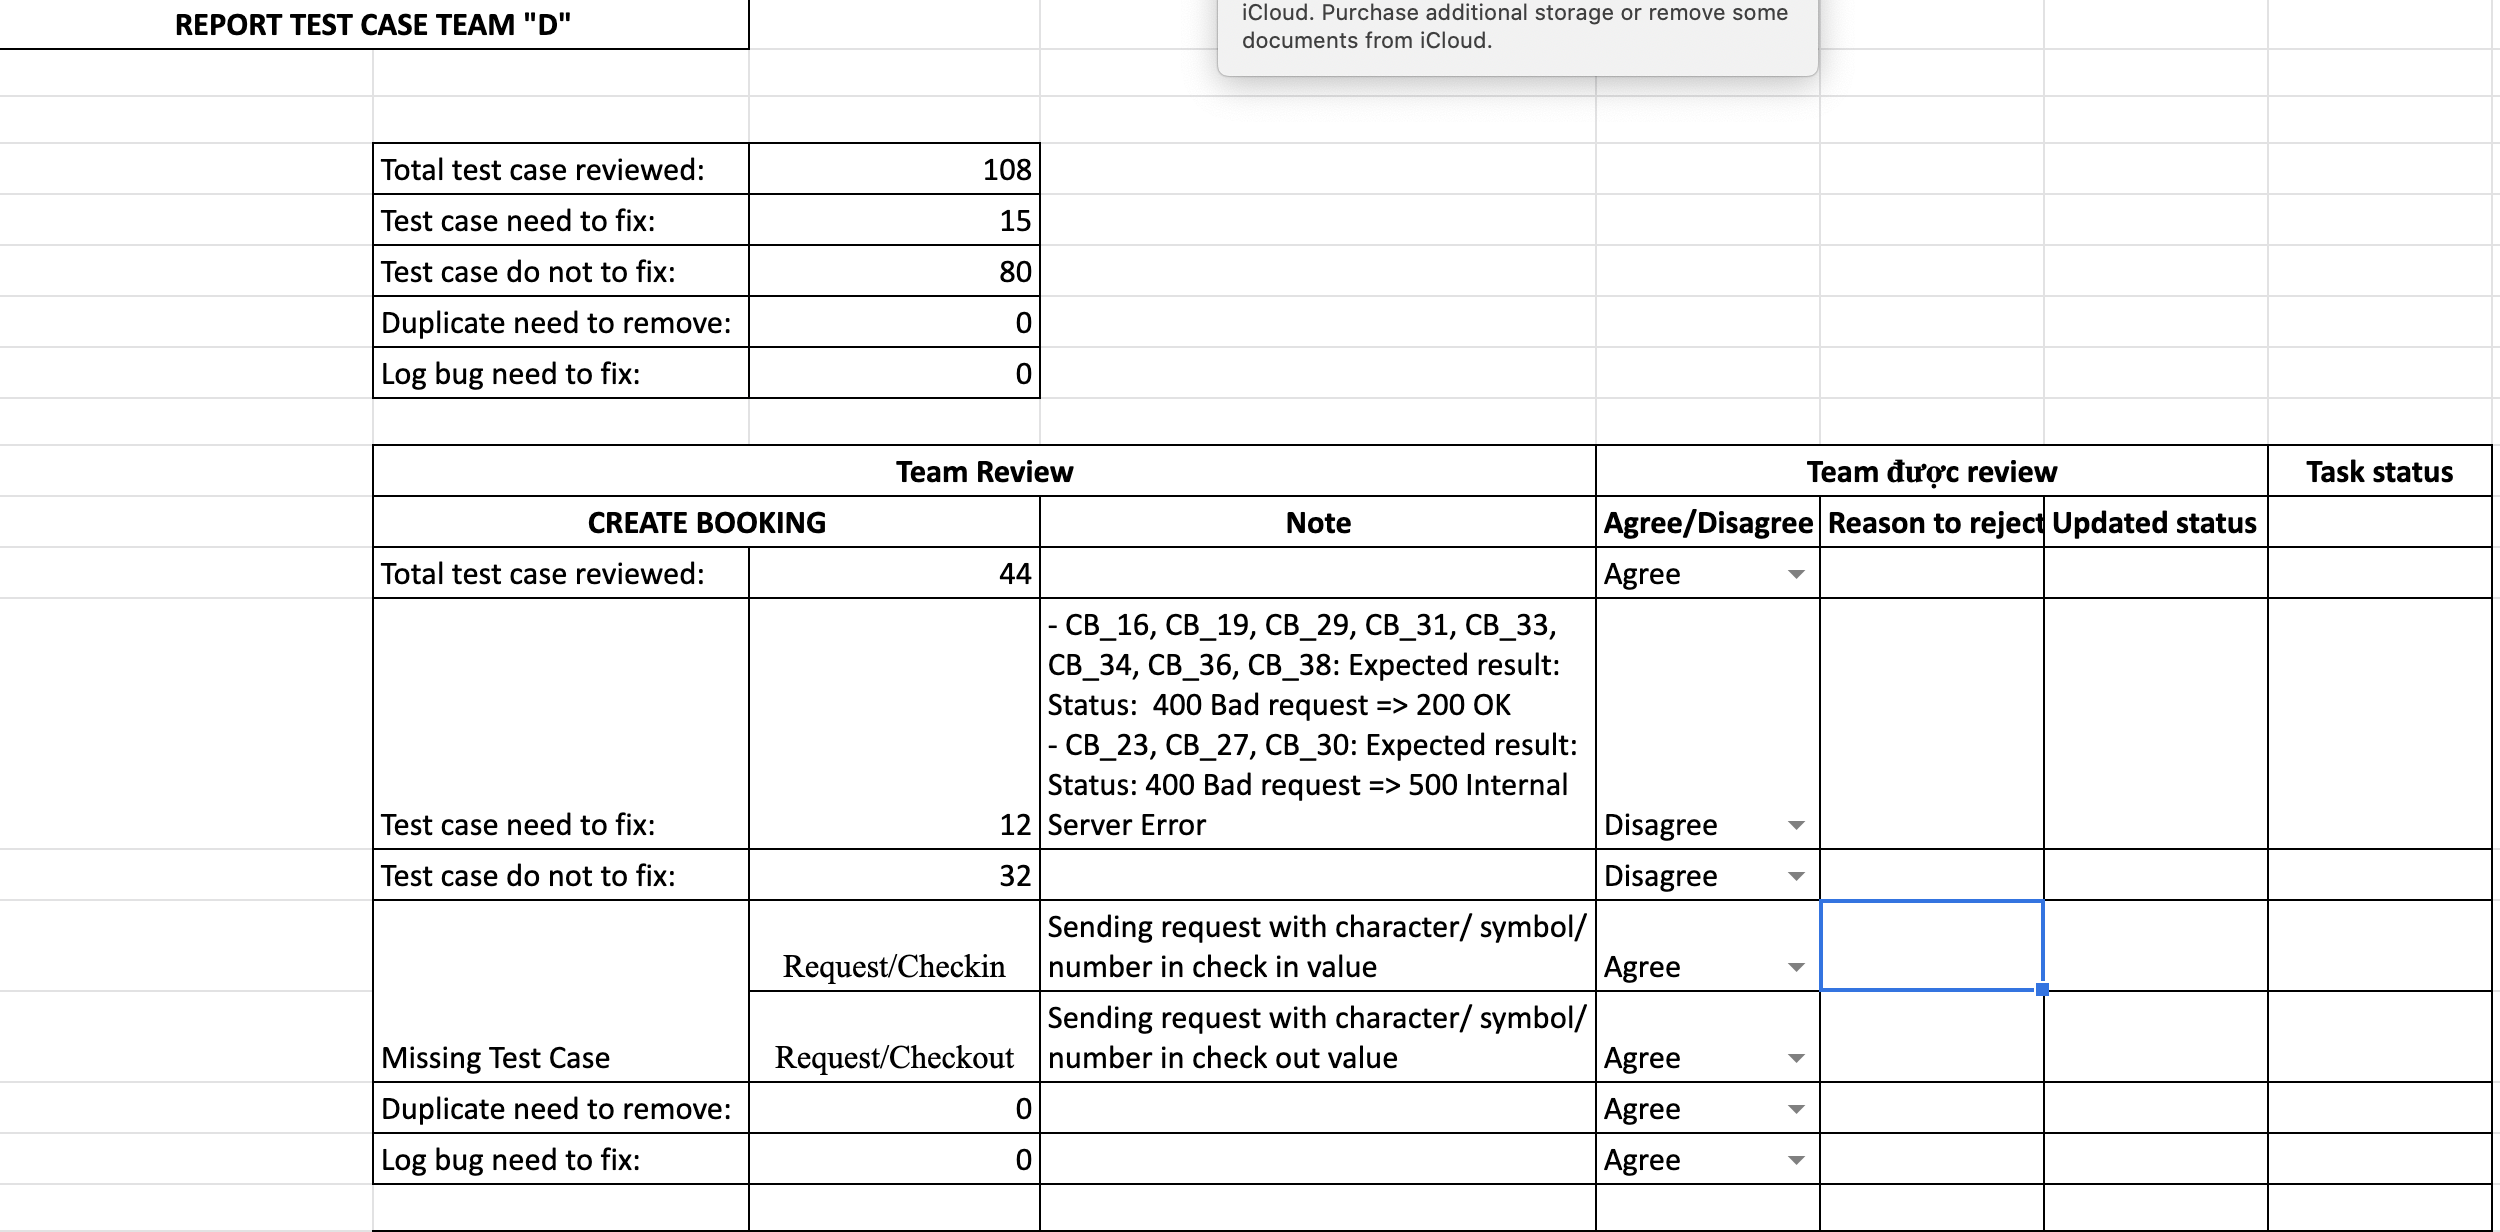 iCloud. Purchase additional storage or remove some
documents from iCloud.
REPORT TEST CASE TEAM "D"
Total test case reviewed: 108
Test case need to fix: 15
Test case do not to fix: 80
Duplicate need to remove: 0
Log bug need to fix: 0
Team Review Team được review Task status
CREATE BOOKING Note Agree/Disagree Reason to reject Updated status
Total test case reviewed: 44 Agree
- CB_16, CB_19, CB_29, CB_31, CB_33,
CB_34, CB_36, CB_38: Expected result:
Status:  400 Bad request => 200 OK
- CB_23, CB_27, CB_30: Expected result:
Status: 400 Bad request => 500 Internal
Test case need to fix: 12 Server Error Disagree
Test case do not to fix: 32 Disagree
Sending request with character/ symbol/
Request/Checkin number in check in value Agree
Sending request with character/ symbol/
Missing Test Case Request/Checkout number in check out value Agree
Duplicate need to remove: 0 Agree
Log bug need to fix: 0 Agree